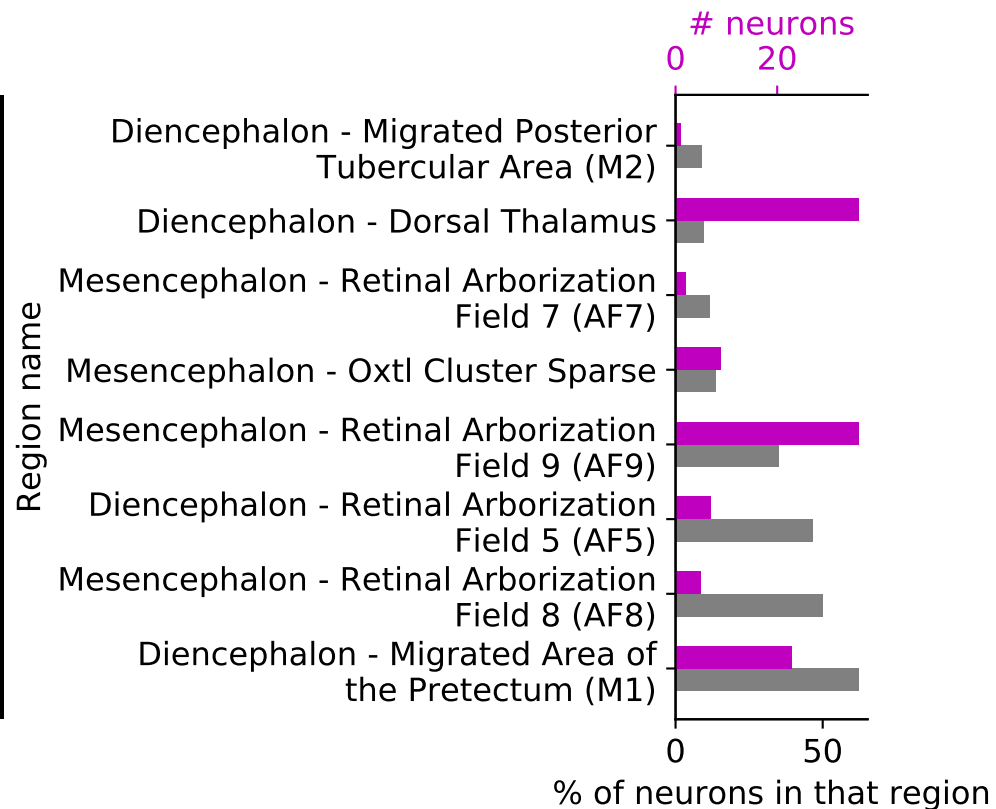 # neurons
0 20
Diencephalon - Migrated Posterior
Tubercular Area (M2)
Diencephalon - Dorsal Thalamus
Mesencephalon - Retinal Arborization
Field 7 (AF7)
Mesencephalon - Oxtl Cluster Sparse
Mesencephalon - Retinal Arborization
Field 9 (AF9)
Diencephalon - Retinal Arborization
Field 5 (AF5)
Mesencephalon - Retinal Arborization
Field 8 (AF8)
Diencephalon - Migrated Area of
the Pretectum (M1)
Region name
0 50
% of neurons in that region